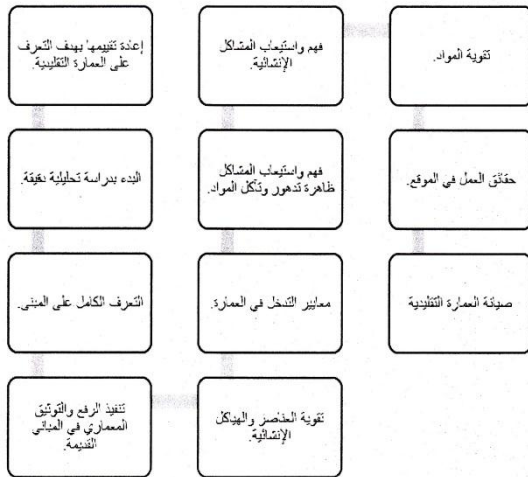 إعادة تقييمها بهدف التعرف
على العمارة التقليدية.
البدء بدراسة تحليلية دقيقة.
التعرف الكامل على المبنى.
تنفيذ الرفع والتوثيق
المعماري في المباني
القديمة.
تقوية العناصر والهياكل
الإنشائية.
معايير التدخل في العمارة.
فهم واستيعاب المشاكل
ظاهرة تدهور وتآكل المواد.
فهم واستيعاب المشاكل
الإنشائية.
تقوية المواد.
حقائق العمل في الموقع.
صيانة العمارة التقليدية